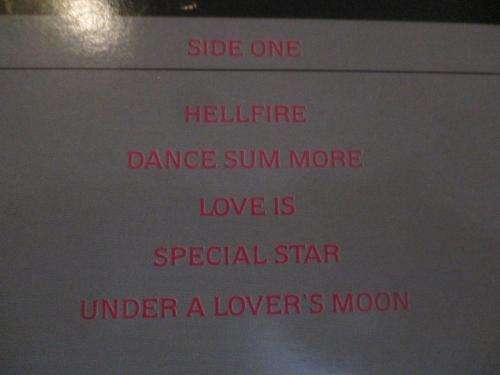 SIDE ONE
HELLFIRE
DANCE SUM MORE
LOVE IS
SPECIAL STAR
UNDER A LOVER'S MOON